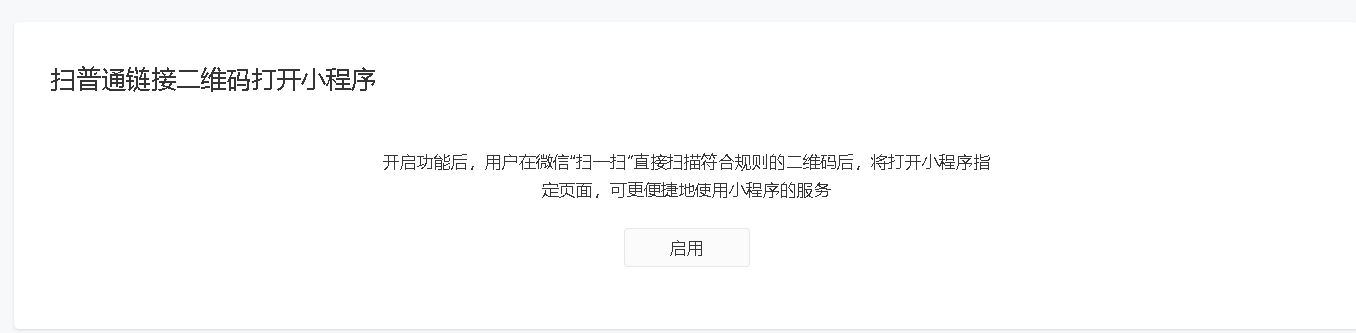 扫普通链接二维码打开小程序
开启功能后，用户在微信“扫一扫”直接扫描符合规则的二维码后，将打开小程序指
定页面，可更便捷地使用小程序的服务
启用